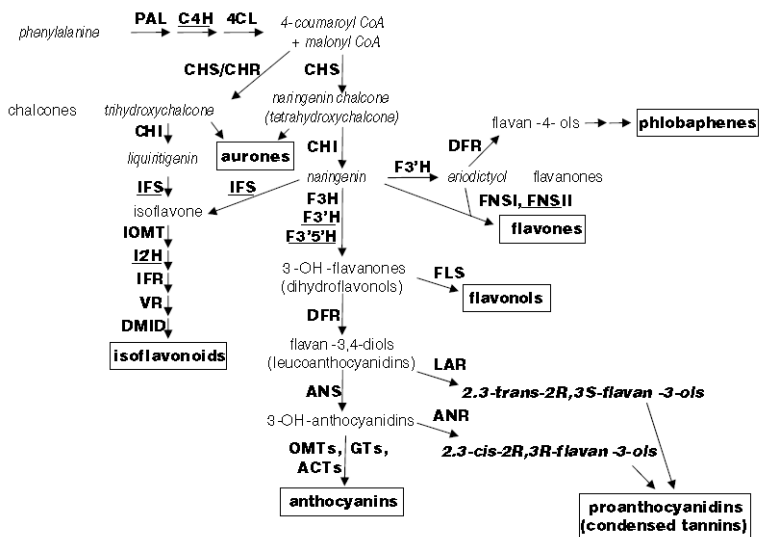 PAL C4H 4CL
phenylalanine
4-coumaroyl CoA
+ malonyl CoA
CHS/CHR
CHS
chalcones
trihydroxychalcone
naringenin chalcone
(tetrahydroxychalcone)
flavan -4- ols
phlobaphenes
CHI
aurones
CHI
DFR
liquiritigenin
naringenin
F3'H
eriodictyol
flavanones
IFS
IFS
F3H
F3'H
F3'5'H
FNSI, FNSII
isoflavone
flavones
IOMT
I2'H
IFR
VR
DMID
isoflavonoids
3-OH-flavanones
(dihydroflavonols)
FLS
flavonols
DFR
flavan -3,4-diols
(leucoanthocyanidins)
LAR
2.3-trans-2R,3S-flavan -3-ols
ANS
3-OH-anthocyanidins
ANR
2.3-cis-2R,3R-flavan -3-ols
OMTs, GTs,
ACTs
anthocyanins
proanthocyanidins
(condensed tannins)